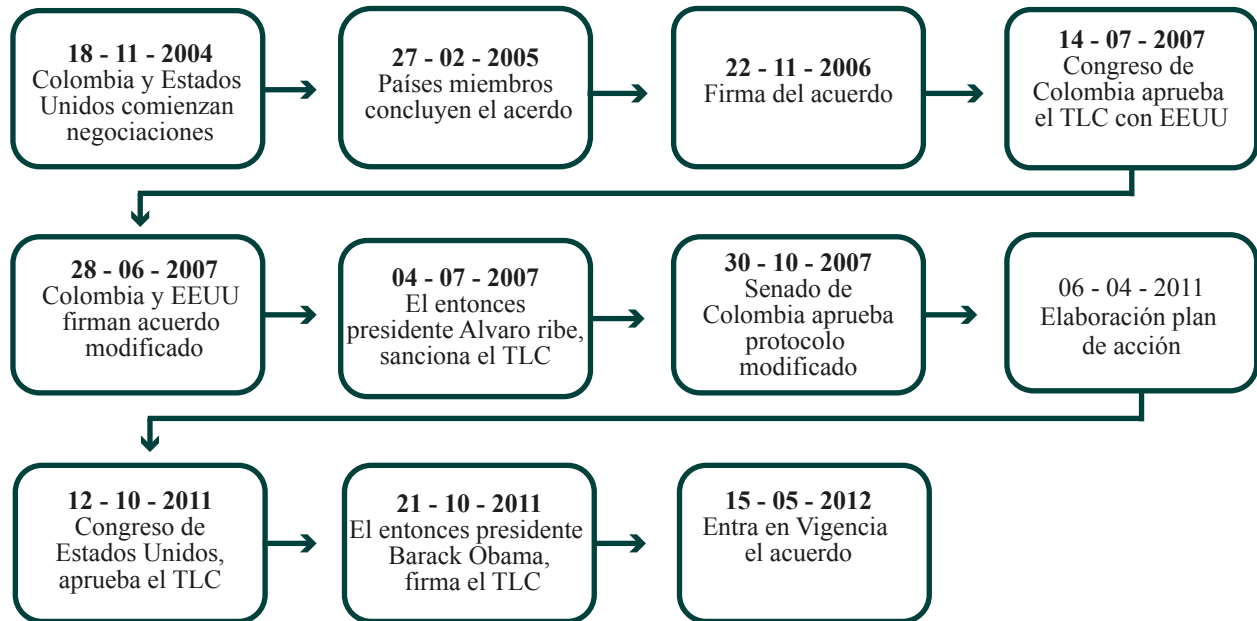 18 - 11 - 2004
Colombia y Estados
Unidos comienzan
negociaciones
27 - 02 - 2005
Países miembros
concluyen el acerdo
22 - 11 - 2006
Firma del acuerdo
14 - 07 - 2007
Congreso de
Colombia aprueba
el TLC con EEUU
28 - 06 - 2007
Colombia y EEUU
firman acuerdo
modificado
04 - 07 - 2007
El entonces
presidente Alvaro ribe,
sanciona el TLC
30 - 10 - 2007
Senado de
Colombia aprueba
protocolo
modificado
06 - 04 - 2011
Elaboración plan
de acción
12 - 10 - 2011
Congreso de
Estados Unidos,
aprueba el TLC
21 - 10 - 2011
El entonces presidente
Barack Obama,
firma el TLC
15 - 05 - 2012
Entra en Vigencia
el acuerdo